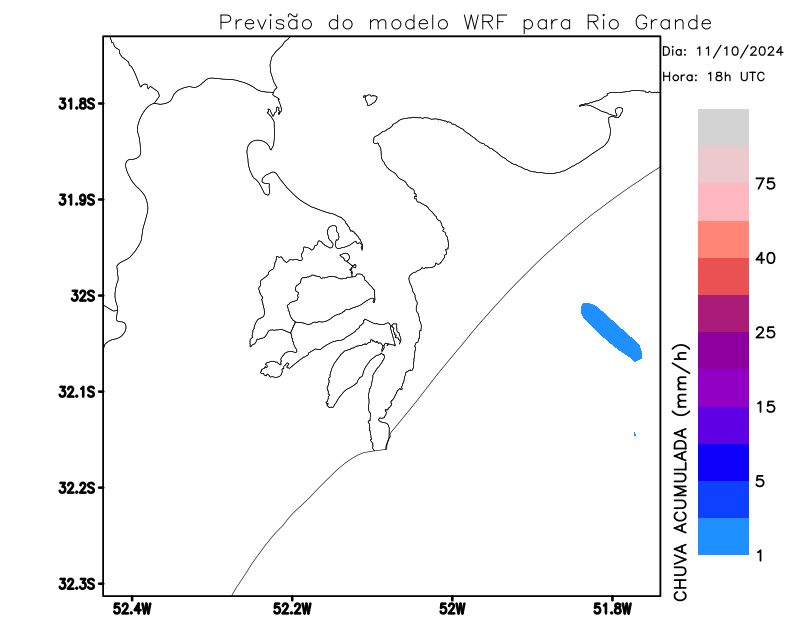 Previsão do modelo WRF para Rio Grande
Dia: 11/10/2024
Hora: 18h UTC
31.8S
31.9S
32S
32.1S
32.2S
32.3S
52.4W
52.2W
52W
51.8W
75
40
25
15
5
1
CHUVA ACUMULADA (mm/h)